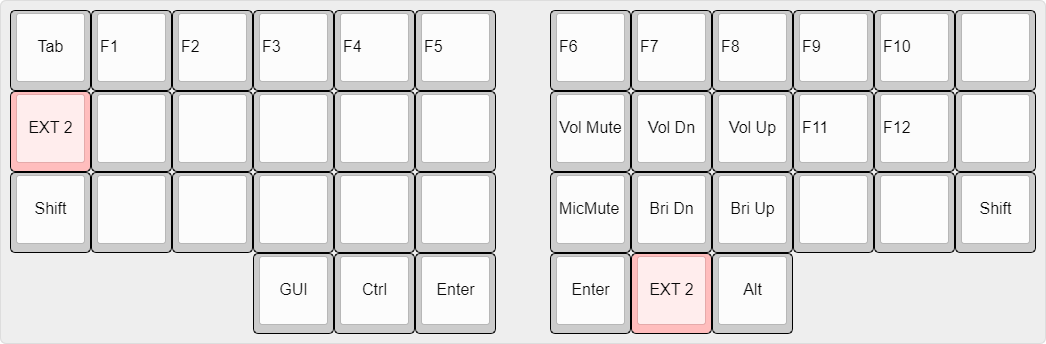 Tab F1 F2 F3 F4 F5 F6 F7 F8 F9 F10
EXT 2 Vol Mute Vol Dn Vol Up F11 F12
Shift MicMute Bri Dn Bri Up Shift
GUI Ctrl Enter Enter EXT 2 Alt